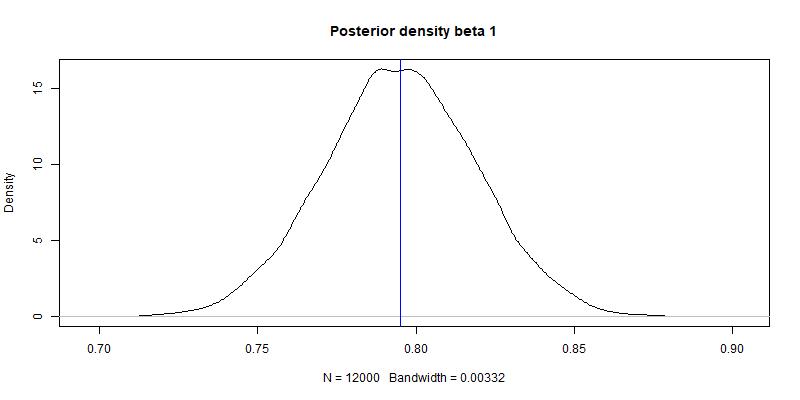 Posterior density beta 1
Density
15
10
5
0
0.70 0.75 0.80 0.85 0.90
N = 12000 Bandwidth = 0.00332